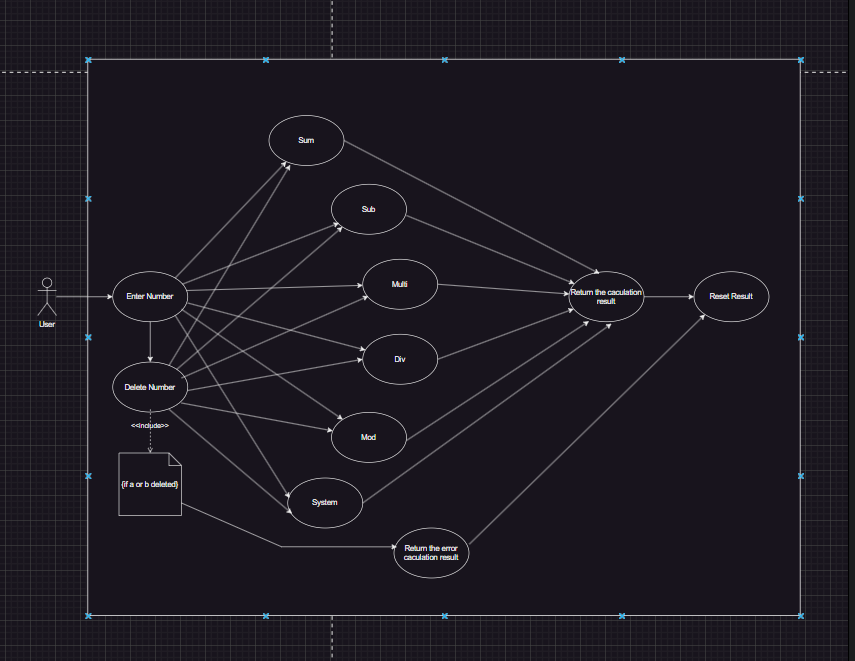 Sum
Sub
Multi
Enter Number
Return the caculation
result
Reset Result
User
Div
Delete Number
<<include>>
Mod
{if a or b deleted}
System
Return the error
caculation result